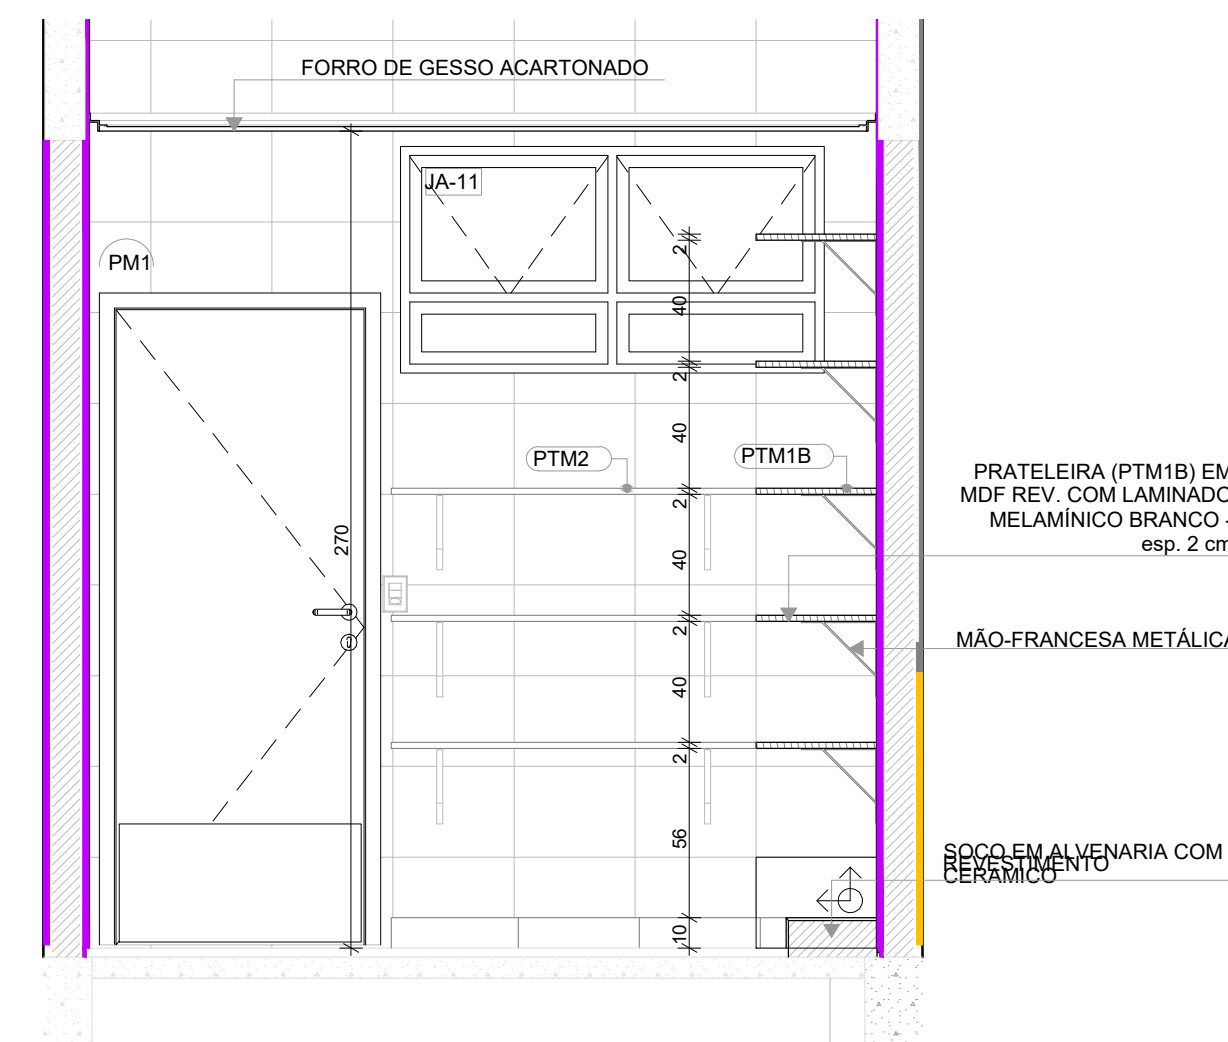 FORRO DE GESSO ACARTONADO
JA-11
PM1
2
40
2
40
PTM2
PTM1B
2
270
40
2
40
2
56
10
PRATELEIRA (PTM1B) EM
MDF REV. COM LAMINADO
MELAMÍNICO BRANCO -
esp. 2 cm
MÃO-FRANCESA METÁLICA
SOCO EM ALVENARIA COM
REVESTIMENTO
CERAMICO